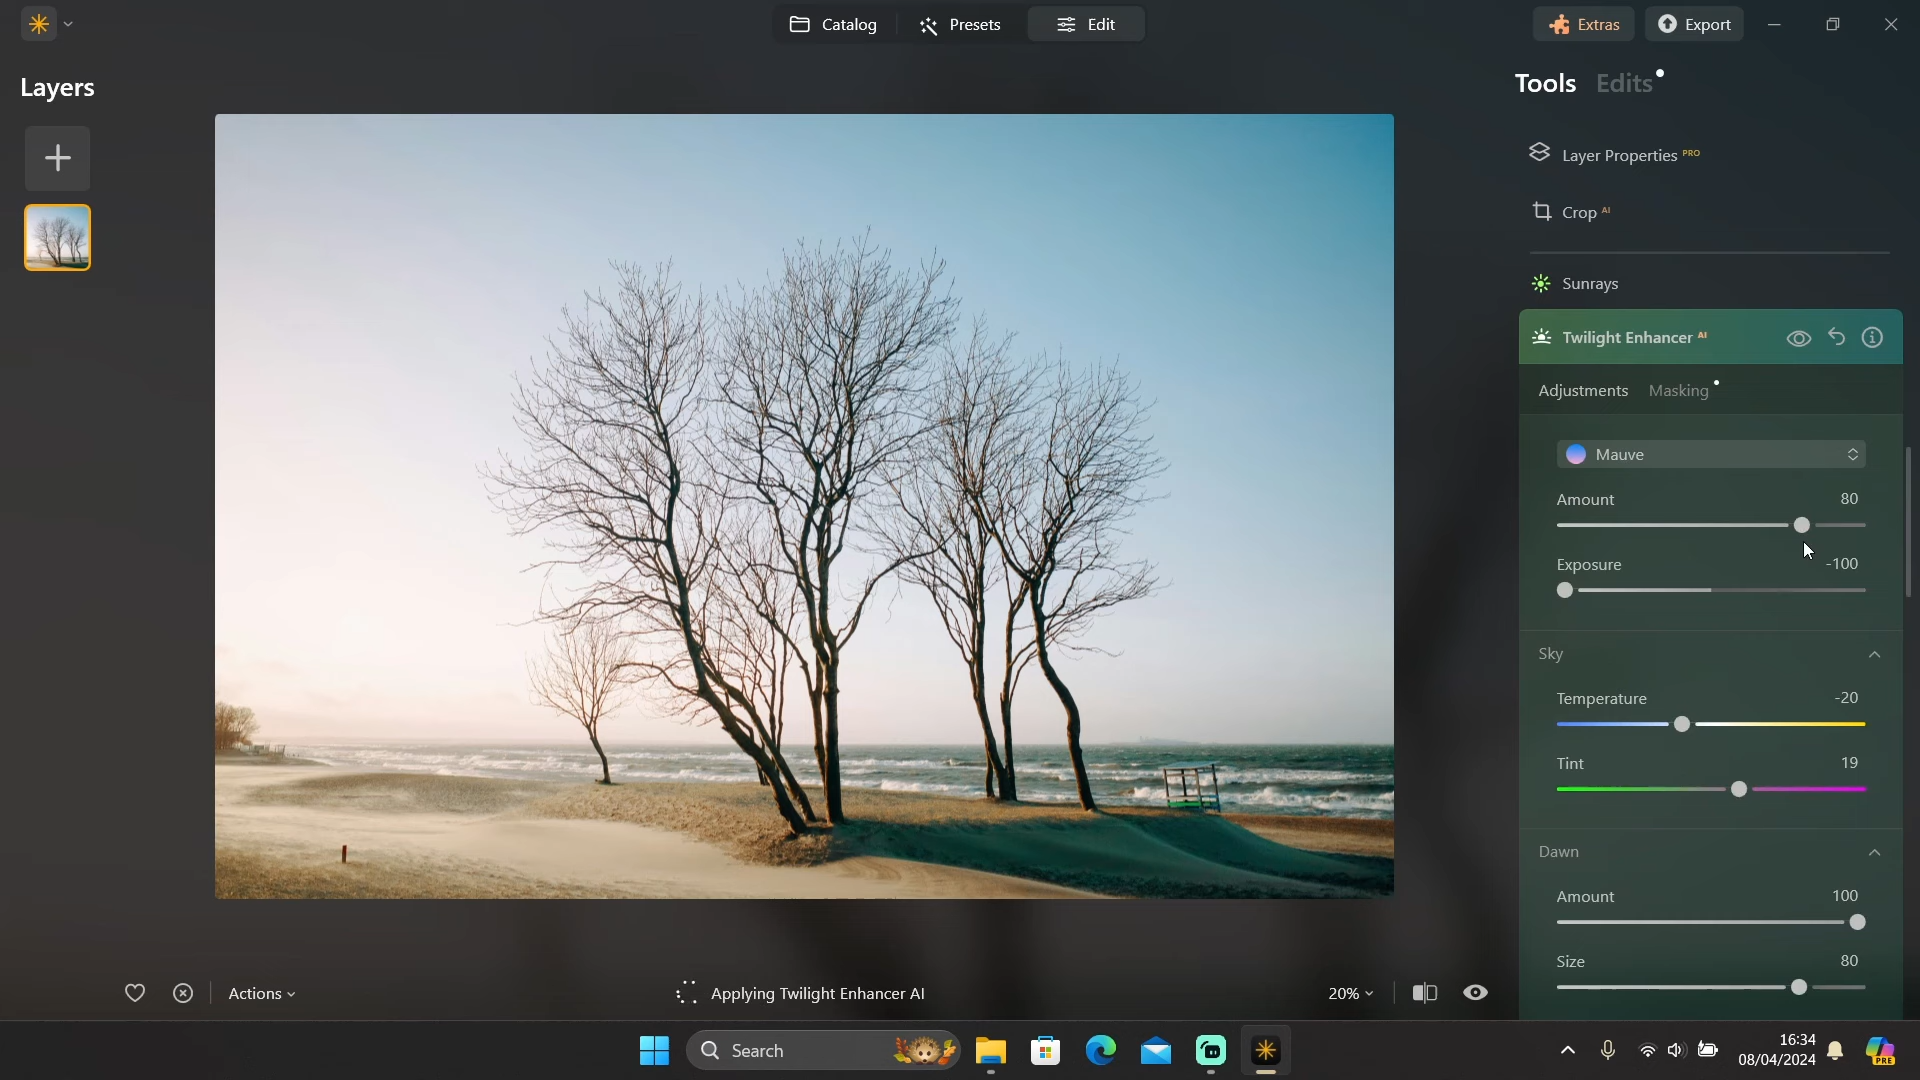 Catalog
Presets
Edit
Extras
Export
Layers
Tools Edits
Layer Properties PRO
Crop AI
Sunrays
Twilight Enhancer AI
Adjustments Masking
Mauve
Amount 80
Exposure -100
Sky
Temperature -20
Tint 19
Dawn
Amount 100
Size 80
Actions
Applying Twilight Enhancer AI
20%
Search
16:34
08/04/2024
PRE